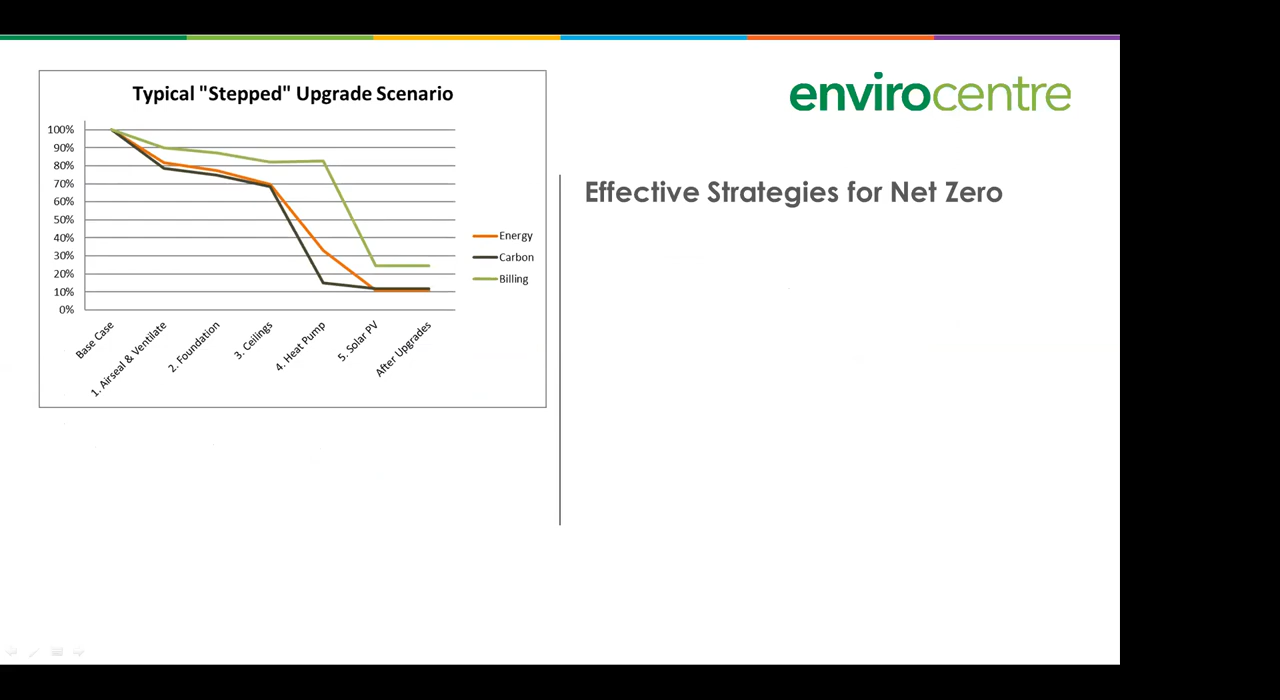 Typical "Stepped" Upgrade Scenario
envirocentre
100%
90%
80%
70%
60%
50%
40%
30%
20%
10%
0%
Energy
Carbon
Billing
Base Case
1. Airseal & Ventilate
2. Foundation
3. Ceilings
4. Heat Pump
5. Solar PV
After Upgrades
Effective Strategies for Net Zero